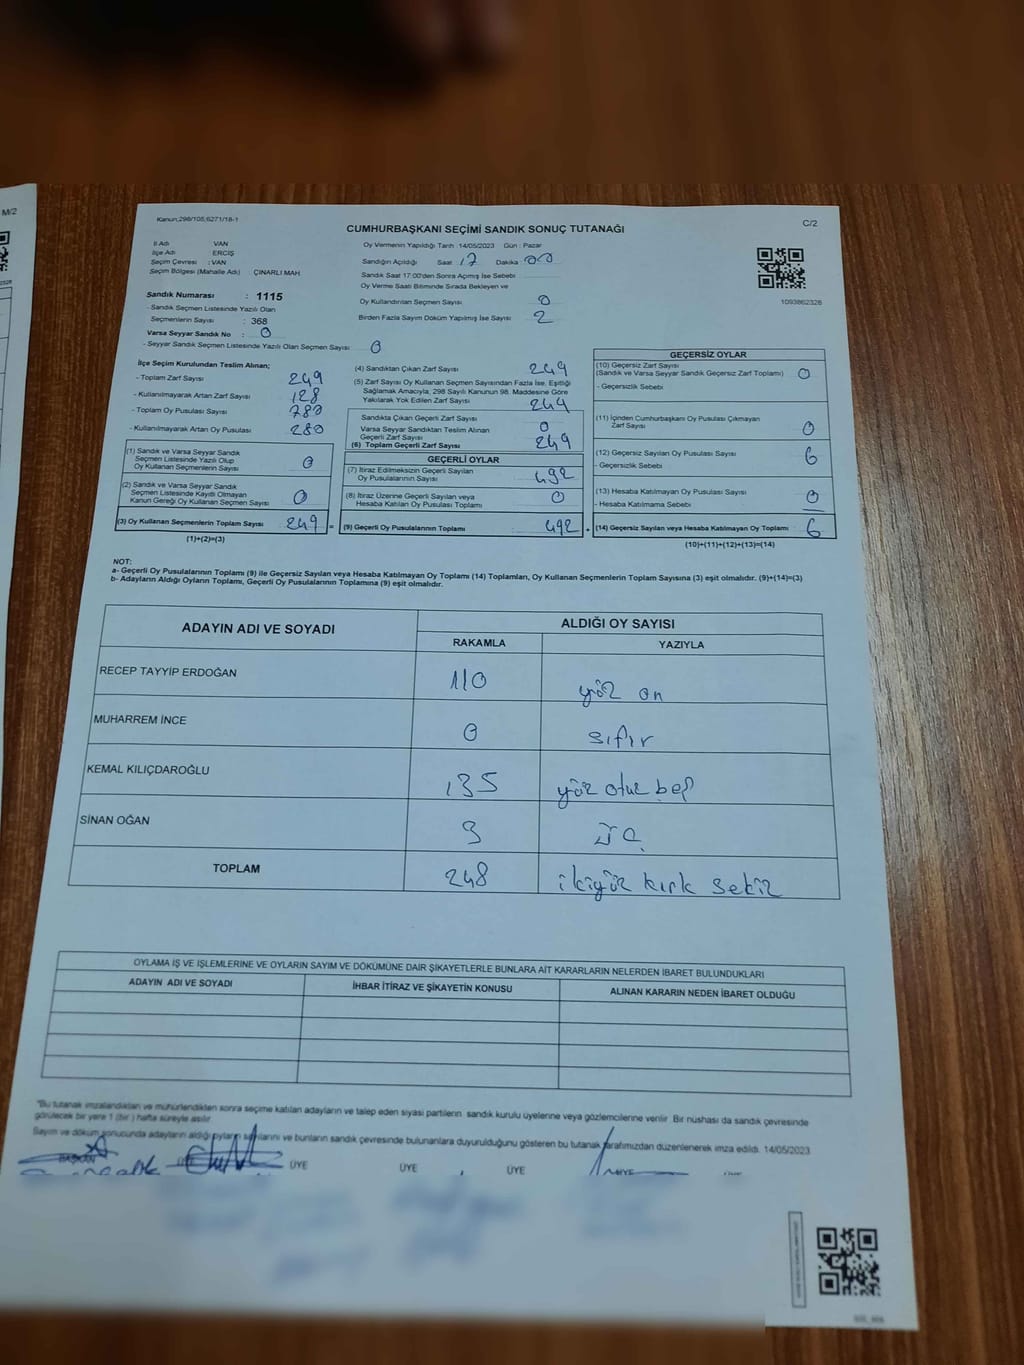 M/2
Kanun;298/105;6271/18-1
C/2
CUMHURBAŞKANI SEÇİMİ SANDIK SONUÇ TUTANAĞI
İl Adı VAN
İlçe Adı ERCİŞ
Seçim Çevresi : VAN
Seçim Bölgesi (Mahalle Adı) ÇINARLI MAH.
Sandık Numarası : 1115
- Sandık Seçmen Listesinde Yazılı Olan
Seçmenlerin Sayısı : 368
Varsa Seyyar Sandık No : 0
- Seyyar Sandık Seçmen Listesinde Yazılı Olan Seçmen Sayısı 0
Oy Vermenin Yapıldığı Tarih :14/05/2023 Gün : Pazar
Sandığın Açıldığı Saat : 17 Dakika : 00
Sandık Saat 17:00'den Sonra Açılmış İse Sebebi
Oy Verme Saati Bitiminde Sırada Bekleyen ve
Oy Kullandırılan Seçmen Sayısı 0
Birden Fazla Sayım Döküm Yapılmış İse Sayısı 2
1093862328
İlçe Seçim Kurulundan Teslim Alınan;
- Toplam Zarf Sayısı 249
- Kullanılmayarak Artan Zarf Sayısı 128
- Toplam Oy Pusulası Sayısı 780
- Kullanılmayarak Artan Oy Pusulası 280
(1) Sandık ve Varsa Seyyar Sandık
Seçmen Listesinde Yazılı Olup
Oy Kullanan Seçmenlerin Sayısı 0
(2) Sandık ve Varsa Seyyar Sandık
Seçmen Listesinde Kaydı Olmayan
Kanun Gereği Oy Kullanan Seçmen Sayısı 0
(3) Oy Kullanan Seçmenlerin Toplam Sayısı 249 =
(1)+(2)=(3)
(4) Sandıktan Çıkan Zarf Sayısı 249
(5) Zarf Sayısı Oy Kullanan Seçmen Sayısından Fazla İse, Eşitliği
Sağlamak Amacıyla, 298 Sayılı Kanunun 98. Maddesine Göre
Yakılarak Yok Edilen Zarf Sayısı 249
Sandıkta Çıkan Geçerli Zarf Sayısı
Varsa Seyyar Sandıktan Teslim Alınan
Geçerli Zarf Sayısı 0
(6) Toplam Geçerli Zarf Sayısı 249
GEÇERLİ OYLAR
(7) İtiraz Edilmeksizin Geçerli Sayılan
Oy Pusulalarının Sayısı 492
(8) İtiraz Üzerine Geçerli Sayılan veya
Hesaba Katılan Oy Pusulaları Toplamı 0
(9) Geçerli Oy Pusulalarının Toplamı 492 +
GEÇERSİZ OYLAR
(10) Geçersiz Zarf Sayısı
(Sandık ve Varsa Seyyar Sandık Geçersiz Zarf Toplamı) 0
- Geçersizlik Sebebi
(11) İçinden Cumhurbaşkanı Oy Pusulası Çıkmayan
Zarf Sayısı 0
(12) Geçersiz Sayılan Oy Pusulası Sayısı 6
- Geçersizlik Sebebi
(13) Hesaba Katılmayan Oy Pusulası Sayısı 0
- Hesaba Katılmama Sebebi
(14) Geçersiz Sayılan veya Hesaba Katılmayan Oy Toplamı 6
(10)+(11)+(12)+(13)=(14)
NOT:
a- Geçerli Oy Pusulalarının Toplamı (9) ile Geçersiz Sayılan veya Hesaba Katılmayan Oy Toplamı (14) Toplamları, Oy Kullanan Seçmenlerin Toplam Sayısına (3) eşit olmalıdır. (9)+(14)=(3)
b- Adayların Aldığı Oyların Toplamı, Geçerli Oy Pusulalarının Toplamına (9) eşit olmalıdır.
ADAYIN ADI VE SOYADI ALDIĞI OY SAYISI
RAKAMLA YAZIYLA
RECEP TAYYİP ERDOĞAN 110 yüz on
MUHARREM İNCE 0 sıfır
KEMAL KILIÇDAROĞLU 135 yüz otuz beş
SİNAN OĞAN 3 üç
TOPLAM 248 ikiyüz kırk sekiz
OYLAMA İŞ VE İŞLEMLERİNE VE OYLARIN SAYIM VE DÖKÜMÜNE DAİR ŞİKAYETLERLE BUNLARA AİT KARARLARIN NELERDEN İBARET BULUNDUKLARI
ADAYIN ADI VE SOYADI İHBAR İTİRAZ VE ŞİKAYETİN KONUSU ALINAN KARARIN NEDEN İBARET OLDUĞU
"Bu tutanak imzalandıktan ve mühürlendikten sonra seçime katılan adayların ve talep eden siyasi partilerin sandık kurulu üyelerine veya gözlemcilerine verilir. Bir nüshası da sandık çevresinde
görülecek bir yere 1 (bir ) hafta süreyle asılır.
Sayım ve döküm sonucunda adayların aldığı oyların sayılarını ve bunların sandık çevresinde bulunanlara duyurulduğunu gösteren bu tutanak tarafımızdan düzenlenerek imza edildi. 14/05/2023
BAŞKAN ÜYE ÜYE ÜYE ÜYE ÜYE